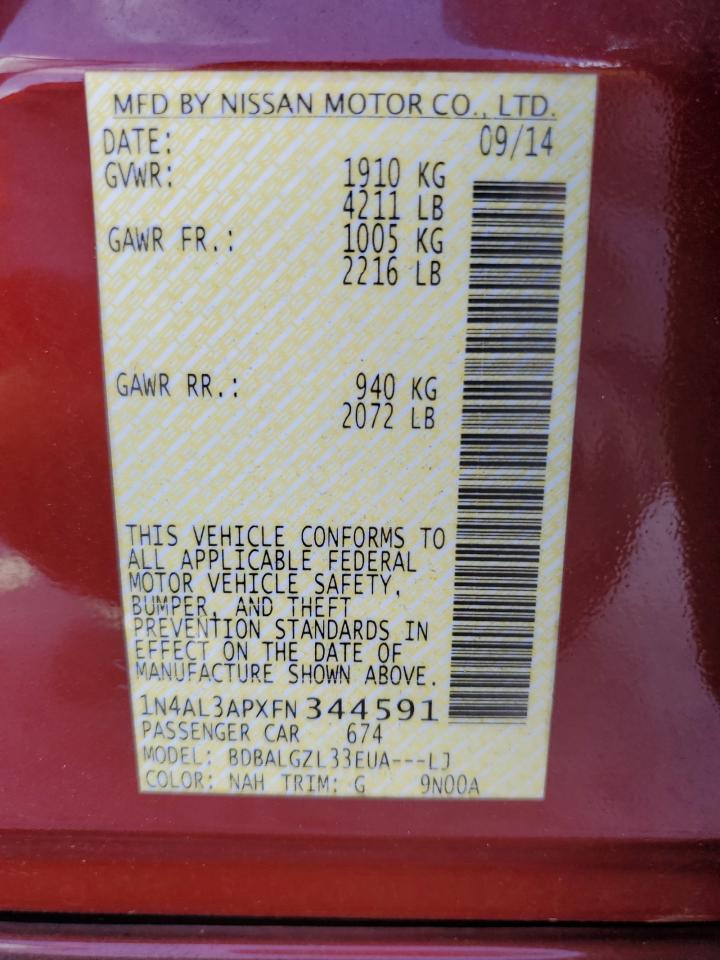 MFD BY NISSAN MOTOR CO., LTD.
DATE: 09/14
GVWR: 1910 KG
4211 LB
GAWR FR.: 1005 KG
2216 LB
GAWR RR.: 940 KG
2072 LB
THIS VEHICLE CONFORMS TO
ALL APPLICABLE FEDERAL
MOTOR VEHICLE SAFETY,
BUMPER, AND THEFT
PREVENTION STANDARDS IN
EFFECT ON THE DATE OF
MANUFACTURE SHOWN ABOVE.
1N4AL3APXFN344591
PASSENGER CAR 674
MODEL: BDBALGZL33EUA---LJ
COLOR: NAH TRIM: G 9N00A